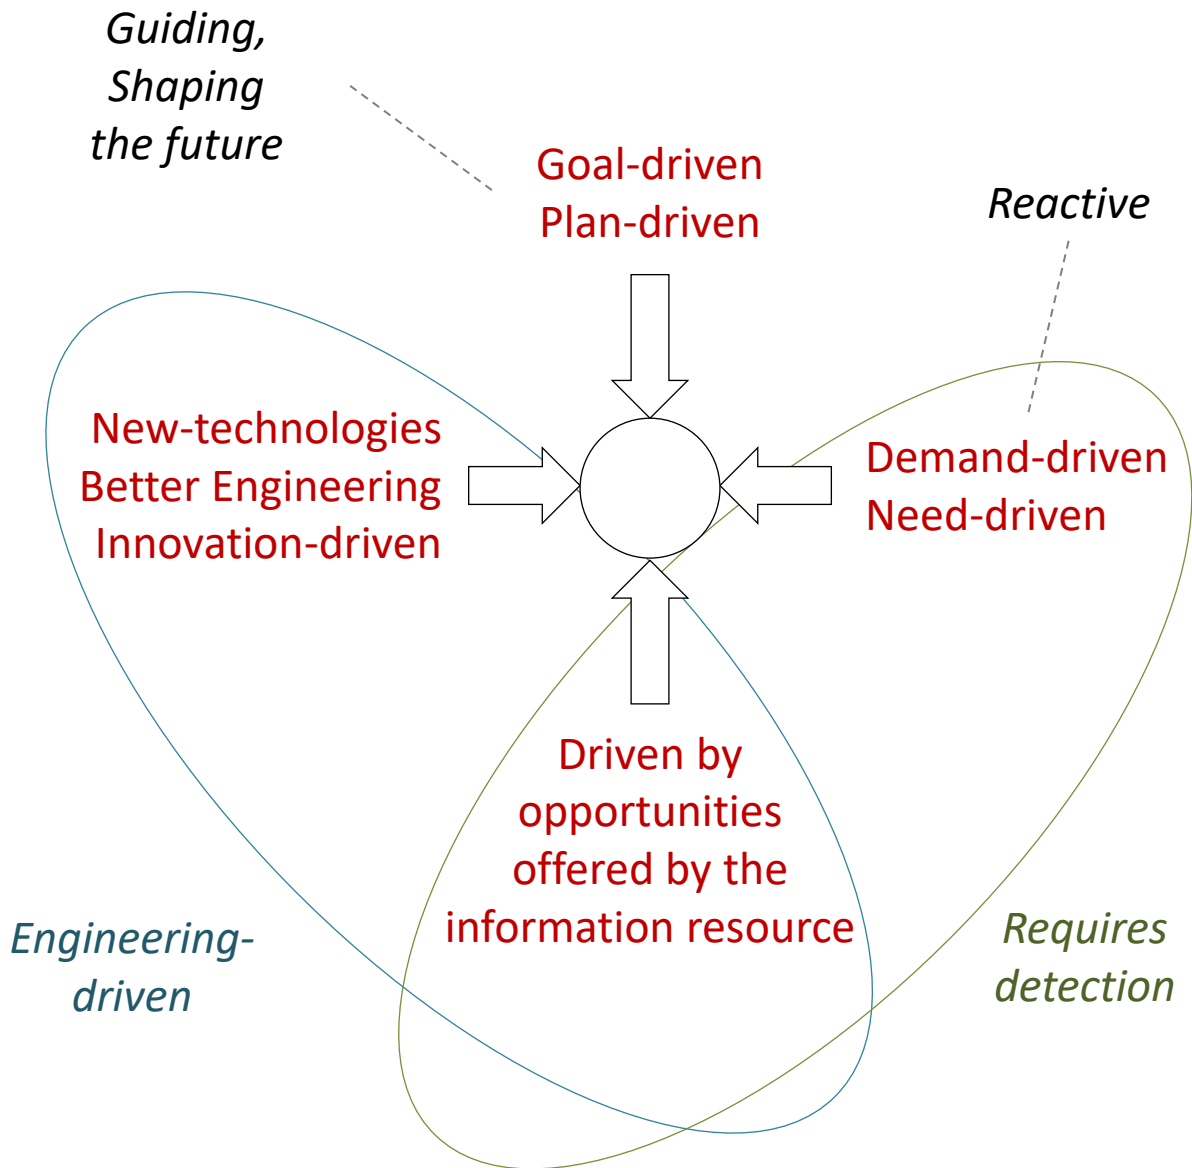 Guiding,
Shaping
the future
Goal-driven
Plan-driven
Reactive
New-technologies
Better Engineering
Innovation-driven
Demand-driven
Need-driven
Driven by
opportunities
offered by the
information resource
Engineering-
driven
Requires
detection